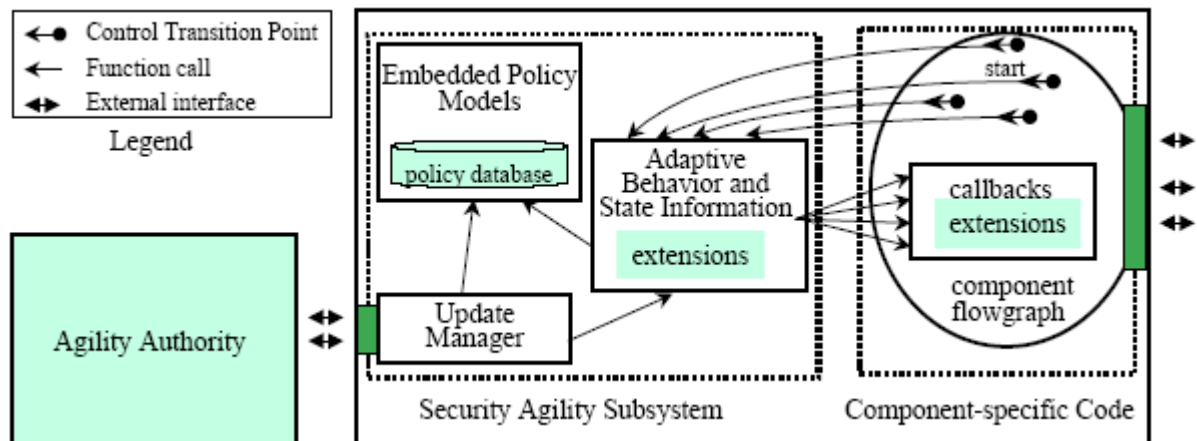 Control Transition Point
Function call
External interface
Legend
Agility Authority
Embedded Policy
Models
policy database
Adaptive
Behavior and
State Information
extensions
Update
Manager
Security Agility Subsystem
start
callbacks
extensions
component
flowgraph
Component-specific Code